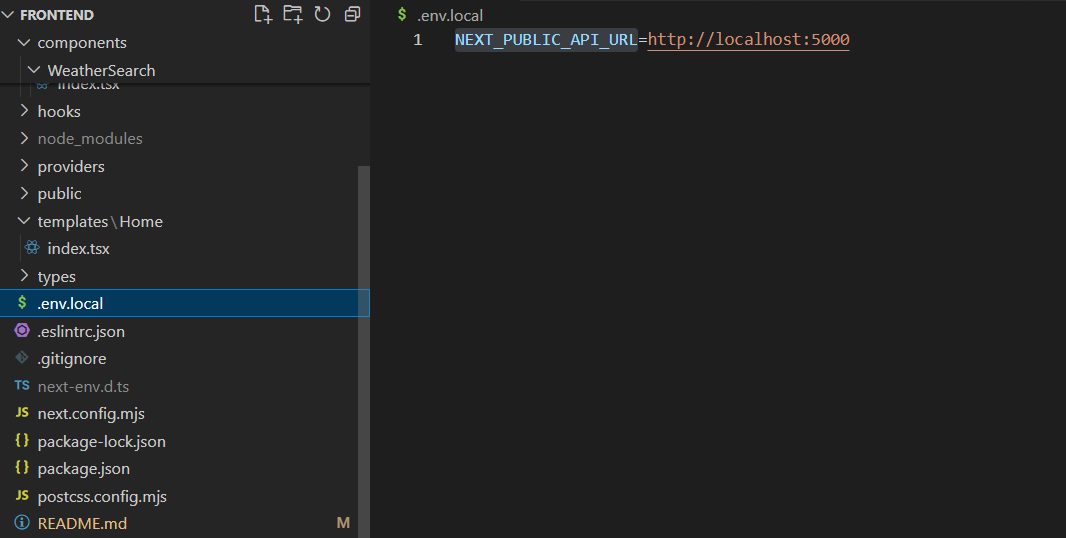 FRONTEND
components
WeatherSearch
index.tsx
hooks
node_modules
providers
public
templates\Home
index.tsx
types
$ .env.local
.eslintrc.json
.gitignore
TS next-env.d.ts
JS next.config.mjs
{} package-lock.json
{} package.json
JS postcss.config.mjs
README.md M
$ .env.local
1 NEXT_PUBLIC_API_URL=http://localhost:5000